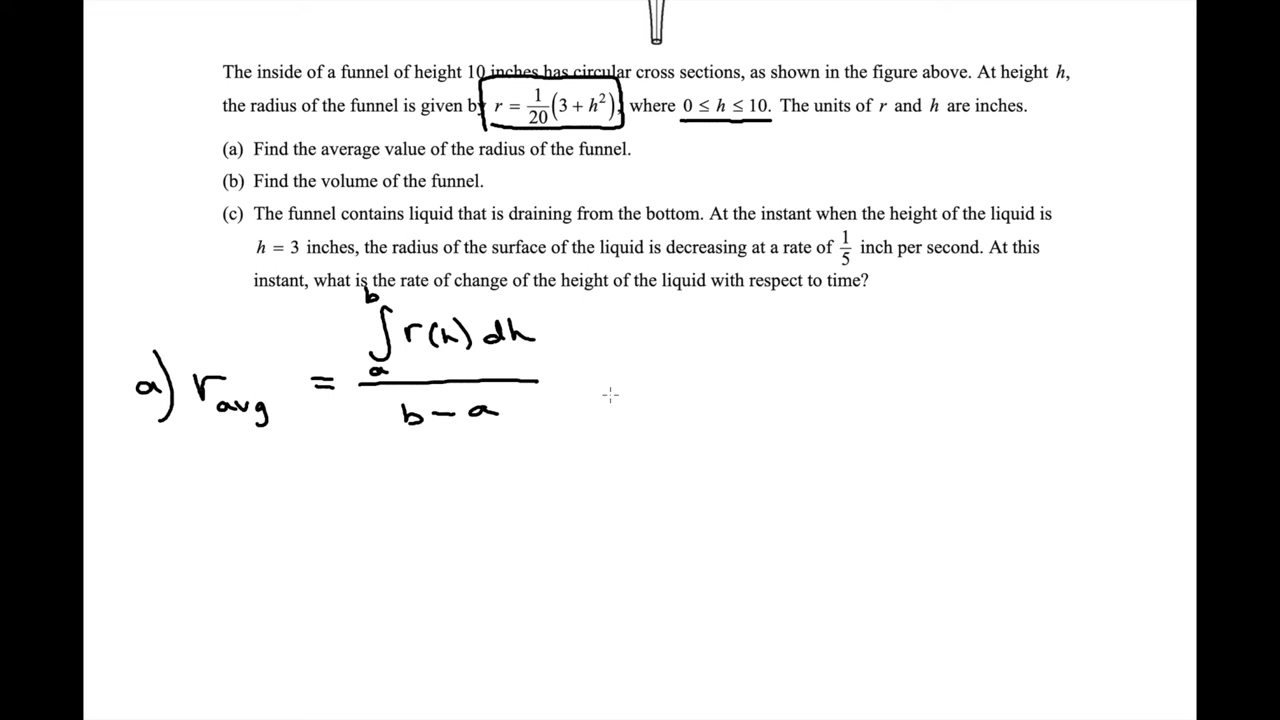 The inside of a funnel of height 10 inches has circular cross sections, as shown in the figure above. At height h,
the radius of the funnel is given by r = 1/20 (3 + h²), where 0 ≤ h ≤ 10. The units of r and h are inches.
(a) Find the average value of the radius of the funnel.
(b) Find the volume of the funnel.
(c) The funnel contains liquid that is draining from the bottom. At the instant when the height of the liquid is
h = 3 inches, the radius of the surface of the liquid is decreasing at a rate of 1/5 inch per second. At this
instant, what is the rate of change of the height of the liquid with respect to time?
a) r_avg = ∫_a^b r(h) dh / b - a